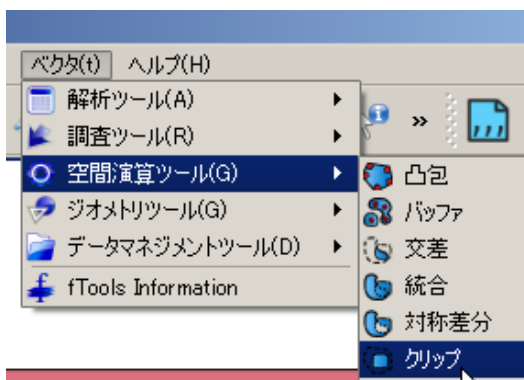 ベクタ(t) ヘルプ(H)
解析ツール(A)
調査ツール(R)
空間演算ツール(G)
ジオメトリツール(G)
データマネジメントツール(D)
fTools Information
»
凸包
バッファ
交差
統合
対称差分
クリップ